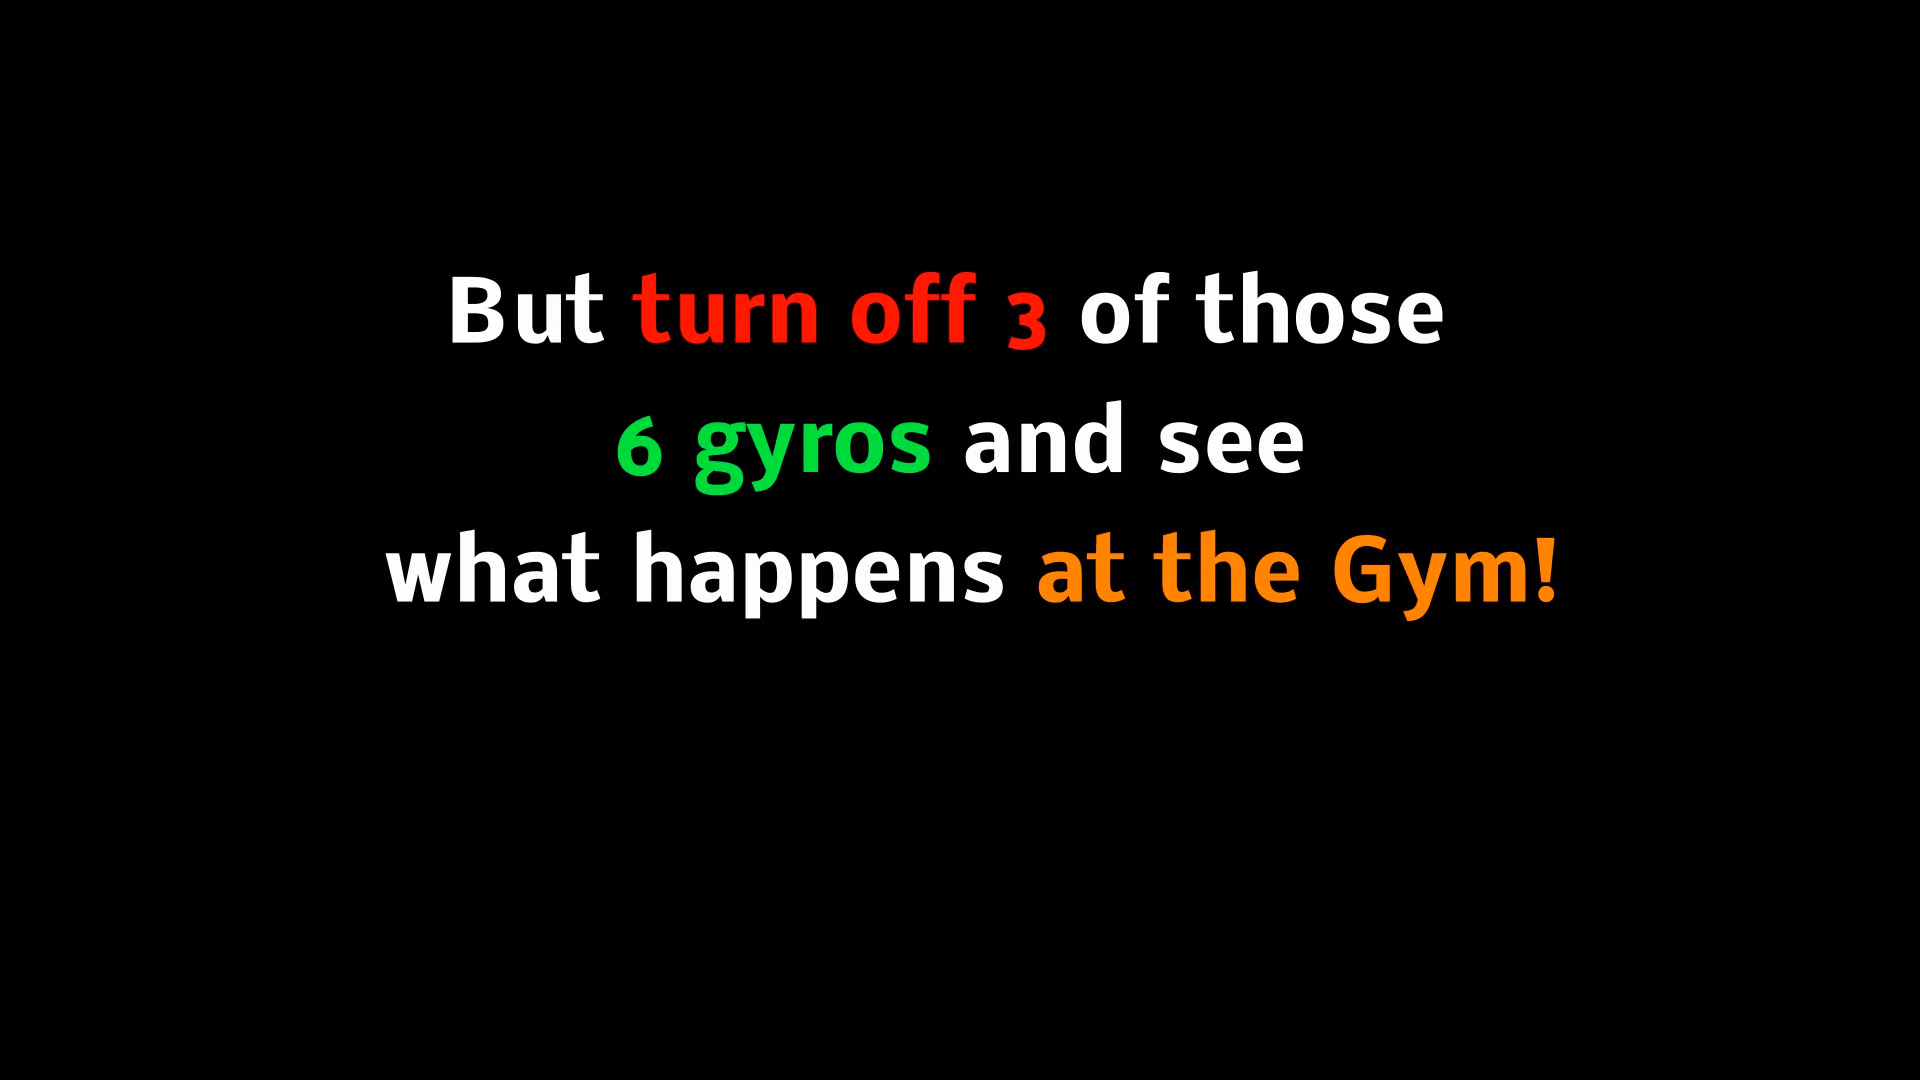 But turn off 3 of those
6 gyros and see
what happens at the Gym!